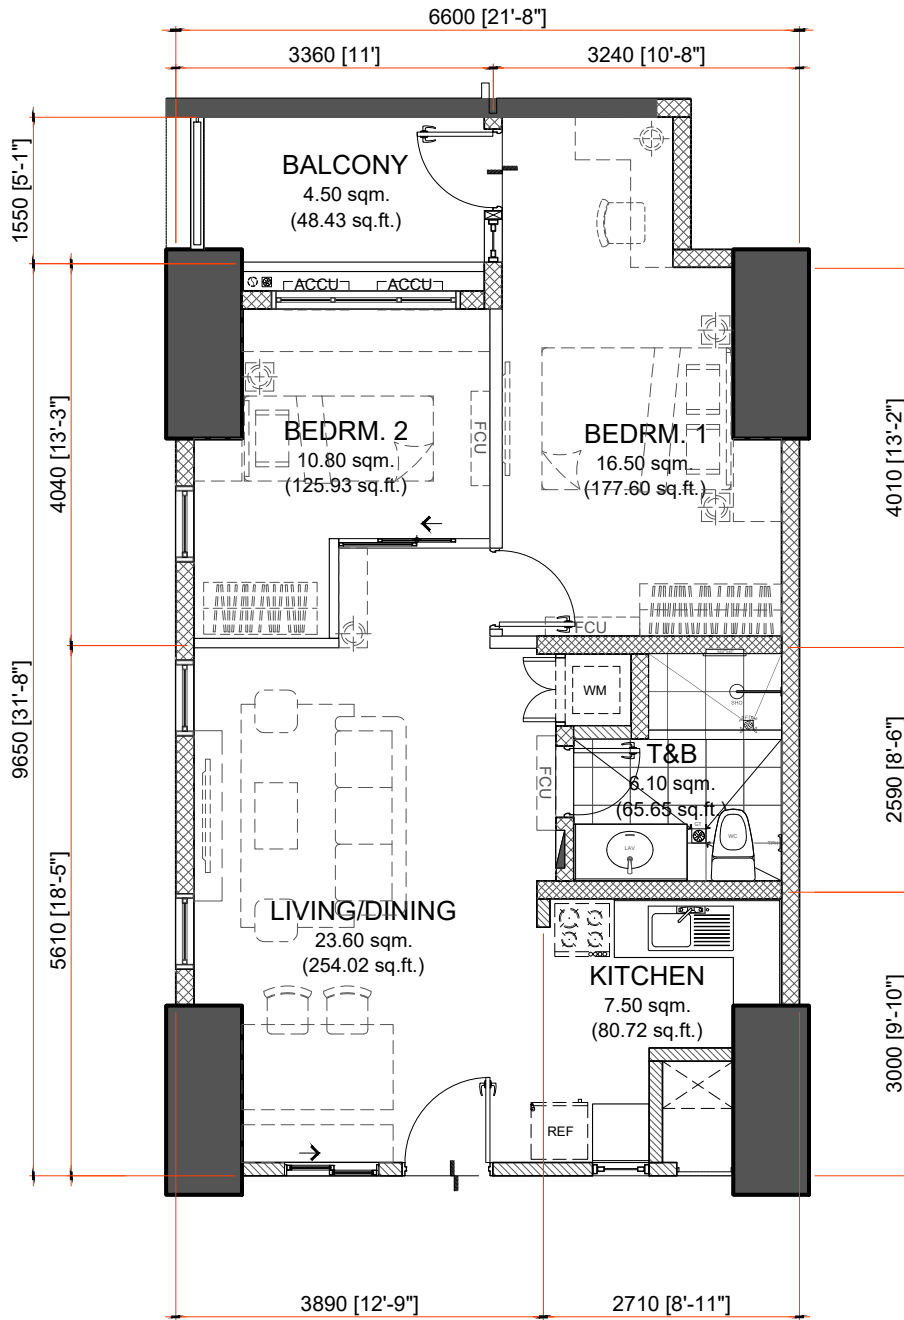 6600 [21'-8"]
3360 [11']
3240 [10'-8"]
1550 [5'-1"]
BALCONY
4.50 sqm.
(48.43 sq.ft.)
ACCU
ACCU
4040 [13'-3"]
4010 [13'-2"]
BEDRM. 2
10.80 sqm.
(125.93 sq.ft.)
FCU
BEDRM. 1
16.50 sqm.
(177.60 sq.ft.)
FCU
9650 [31'-8"]
WM
SHO
T&B
6.10 sqm.
(65.65 sq.ft.)
FCU
LAV
WC
2590 [8'-6"]
5610 [18'-5"]
LIVING/DINING
23.60 sqm.
(254.02 sq.ft.)
KITCHEN
7.50 sqm.
(80.72 sq.ft.)
3000 [9'-10"]
REF
3890 [12'-9"]
2710 [8'-11"]